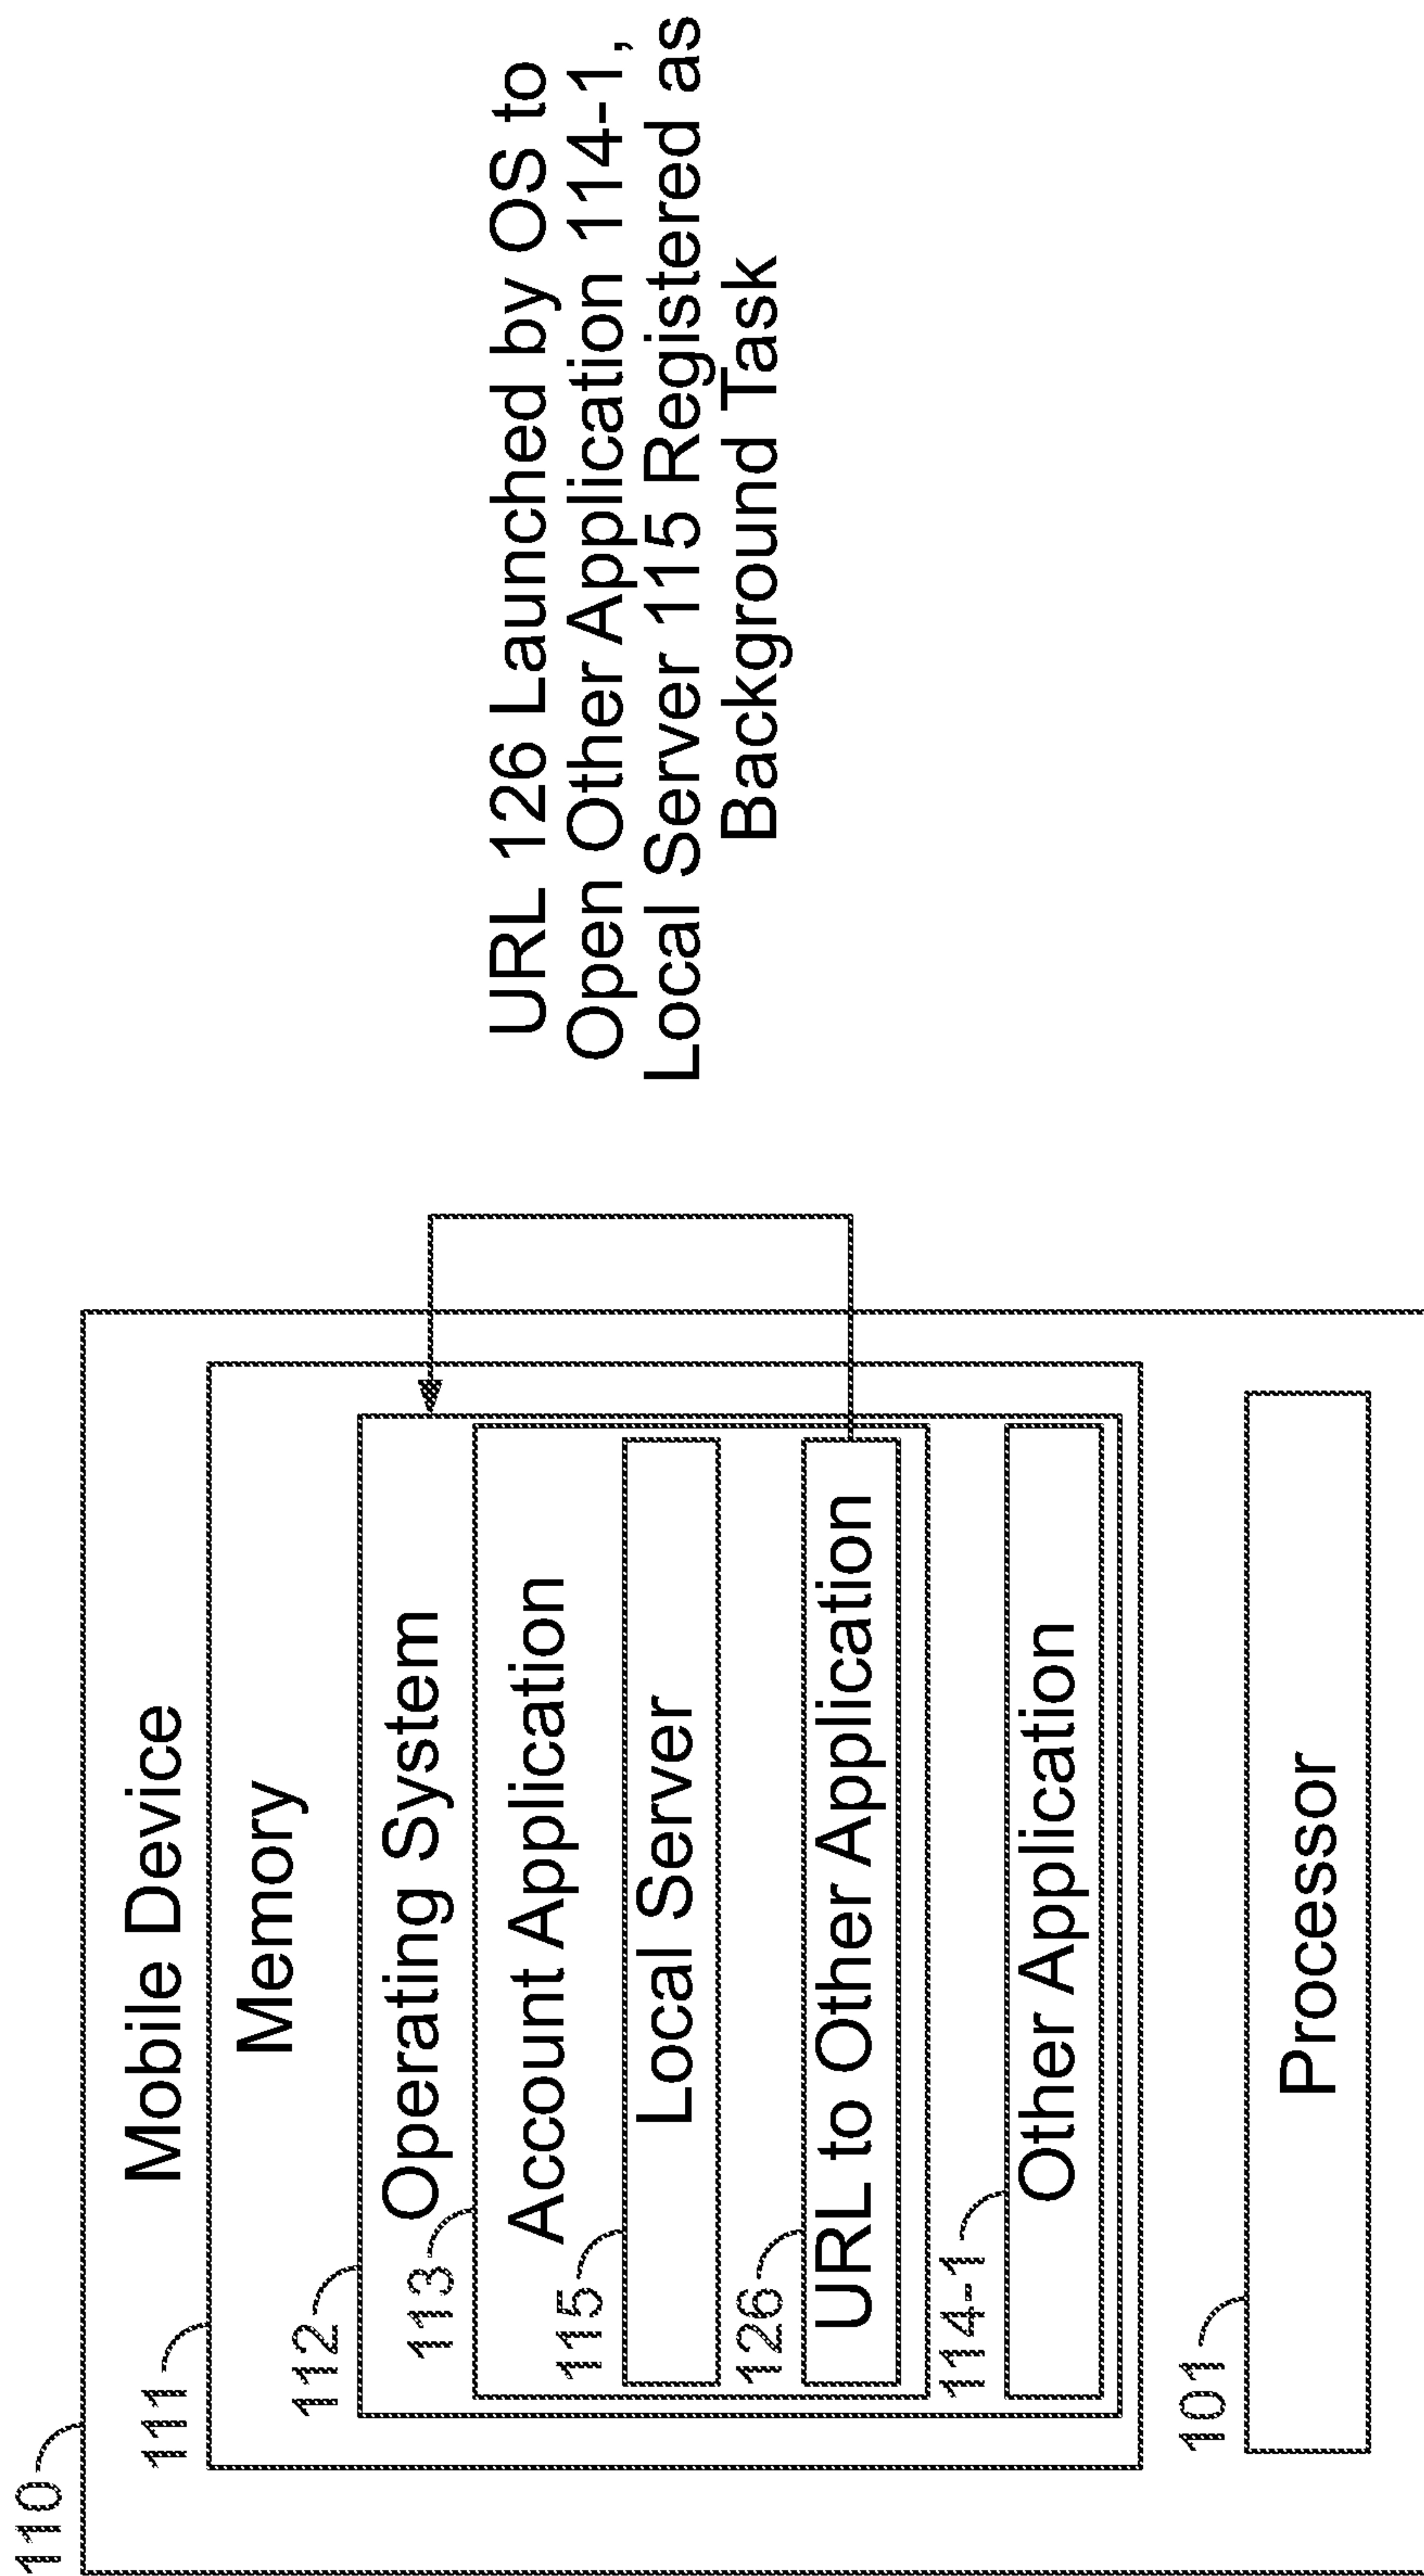 110
Mobile Device
111
Memory
112
Operating System
113
Account Application
115
Local Server
126
URL to Other Application
114-1
Other Application
101
Processor
URL 126 Launched by OS to
Open Other Application 114-1,
Local Server 115 Registered as
Background Task